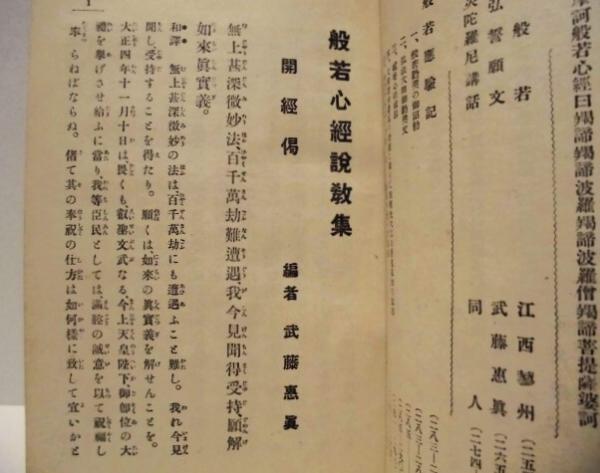 摩訶般若心經曰羯諦羯諦波羅羯諦波羅僧羯諦菩提薩婆訶
般若 江西 州
弘誓願文 武藤惠眞
陀羅尼講話 同人
般若應驗記
般若心經說教集
開經偈 編者 武藤惠眞
無上甚深微妙法、百千萬劫難遭遇、我今見聞得受持、願解
如來眞實義。
和譯 無上甚深微妙の法は、百千萬劫にも遭遇ふこと難し。我れ今見
聞し受持することを得たり。願くは如來の眞實義を解せんことを。
大正四年十一月十日は、畏くも、叡聖文武なる今上天皇陛下、御卽位の大
禮を擧げさせ給ふに當り、我等臣民としては、滿腔の誠意を以て祝福し
奉らねばならぬ。偖て其の奉祝の仕方は如何樣に致して宜いかと
1